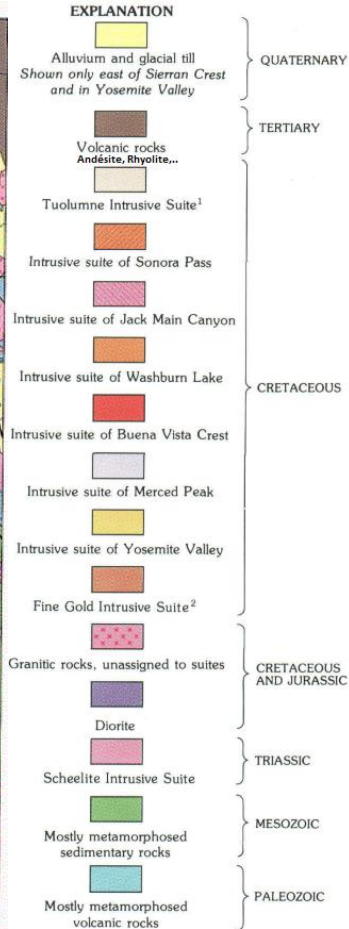 EXPLANATION
Alluvium and glacial till
Shown only east of Sierran Crest
and in Yosemite Valley
QUATERNARY
Volcanic rocks
Andésite, Rhyolite,..
TERTIARY
Tuolumne Intrusive Suite¹
Intrusive suite of Sonora Pass
Intrusive suite of Jack Main Canyon
Intrusive suite of Washburn Lake
Intrusive suite of Buena Vista Crest
Intrusive suite of Merced Peak
Intrusive suite of Yosemite Valley
Fine Gold Intrusive Suite²
CRETACEOUS
Granitic rocks, unassigned to suites
Diorite
CRETACEOUS
AND JURASSIC
Scheelite Intrusive Suite
TRIASSIC
Mostly metamorphosed
sedimentary rocks
MESOZOIC
Mostly metamorphosed
volcanic rocks
PALEOZOIC